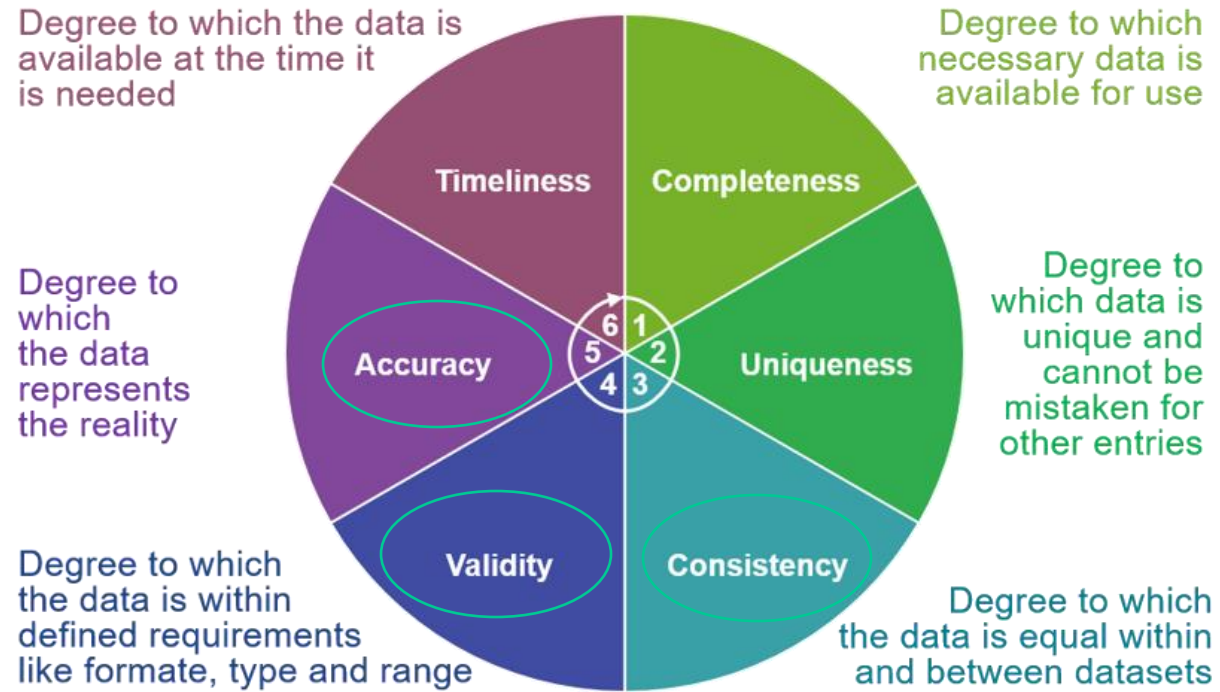 Degree to which the data is
available at the time it
is needed
Degree to which
necessary data is
available for use
Timeliness
Completeness
Degree to
which
the data
represents
the reality
Accuracy
6
1
5
2
4
3
Uniqueness
Degree to
which data is
unique and
cannot be
mistaken for
other entries
Validity
Consistency
Degree to which
the data is within
defined requirements
like formate, type and range
Degree to which
the data is equal within
and between datasets